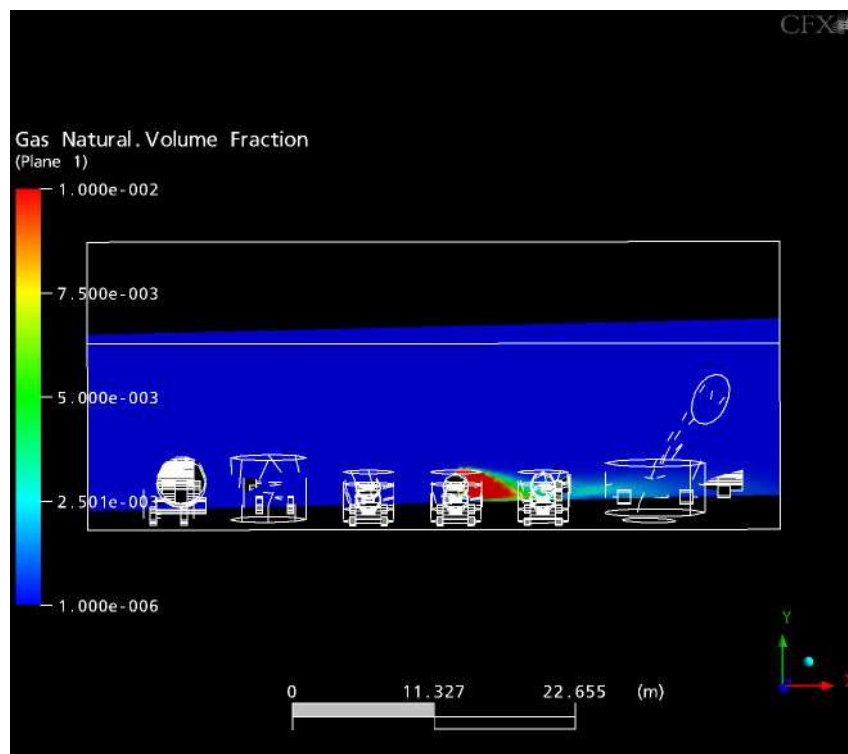 CFX
Gas Natural.Volume Fraction
(Plane 1)
1.000e-002
7.500e-003
5.000e-003
2.501e-003
1.000e-006
Y
X
0 11.327 22.655 (m)